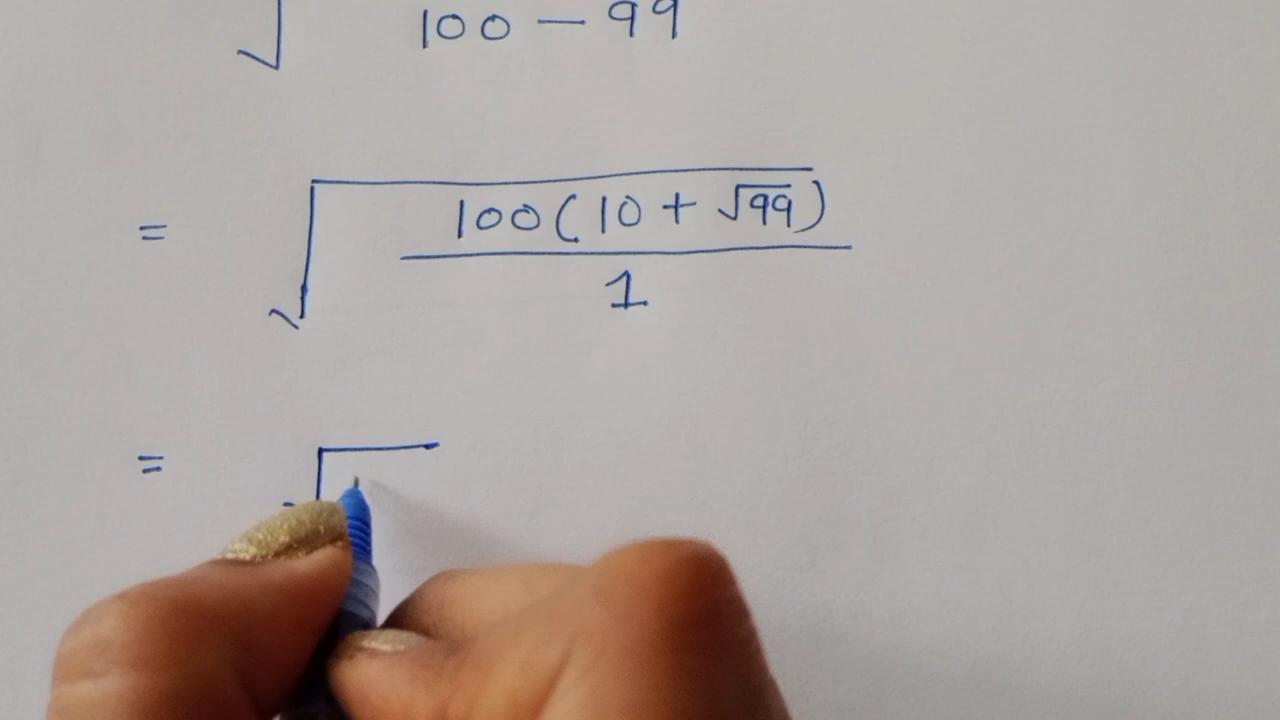 √ 100 - 99
= √ 100 ( 10 + √99 )
1
= √